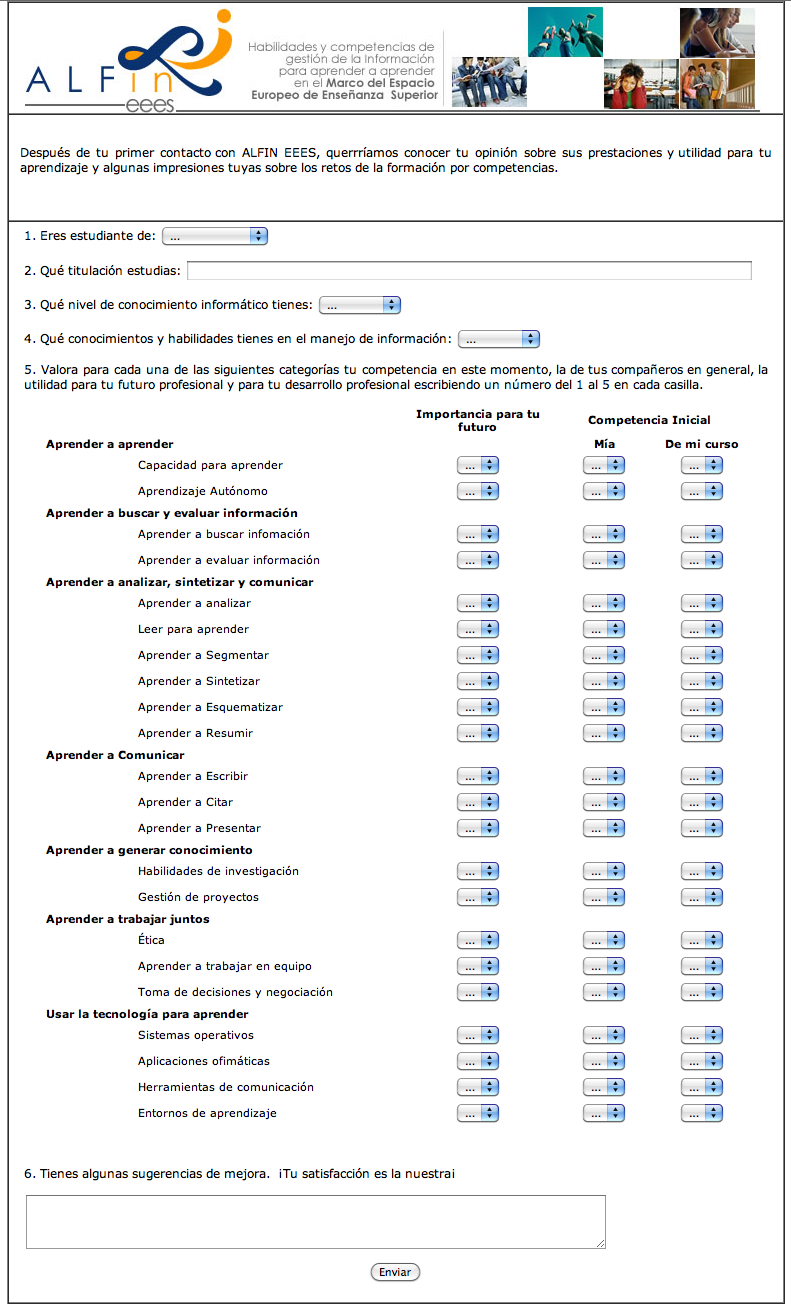 ALFin
eees
Habilidades y competencias de
gestión de la Información
para aprender a aprender
en el Marco del Espacio
Europeo de Enseñanza Superior
Después de tu primer contacto con ALFIN EEES, querrríamos conocer tu opinión sobre sus prestaciones y utilidad para tu
aprendizaje y algunas impresiones tuyas sobre los retos de la formación por competencias.
1. Eres estudiante de: ...
2. Qué titulación estudias:
3. Qué nivel de conocimiento informático tienes: ...
4. Qué conocimientos y habilidades tienes en el manejo de información: ...
5. Valora para cada una de las siguientes categorías tu competencia en este momento, la de tus compañeros en general, la
utilidad para tu futuro profesional y para tu desarrollo profesional escribiendo un número del 1 al 5 en cada casilla.
Importancia para tu
futuro
Competencia Inicial
Aprender a aprender Mía De mi curso
Capacidad para aprender ... ... ...
Aprendizaje Autónomo ... ... ...
Aprender a buscar y evaluar información
Aprender a buscar infomación ... ... ...
Aprender a evaluar información ... ... ...
Aprender a analizar, sintetizar y comunicar
Aprender a analizar ... ... ...
Leer para aprender ... ... ...
Aprender a Segmentar ... ... ...
Aprender a Sintetizar ... ... ...
Aprender a Esquematizar ... ... ...
Aprender a Resumir ... ... ...
Aprender a Comunicar
Aprender a Escribir ... ... ...
Aprender a Citar ... ... ...
Aprender a Presentar ... ... ...
Aprender a generar conocimiento
Habilidades de investigación ... ... ...
Gestión de proyectos ... ... ...
Aprender a trabajar juntos
Ética ... ... ...
Aprender a trabajar en equipo ... ... ...
Toma de decisiones y negociación ... ... ...
Usar la tecnología para aprender
Sistemas operativos ... ... ...
Aplicaciones ofimáticas ... ... ...
Herramientas de comunicación ... ... ...
Entornos de aprendizaje ... ... ...
6. Tienes algunas sugerencias de mejora. ¡Tu satisfacción es la nuestra¡
Enviar